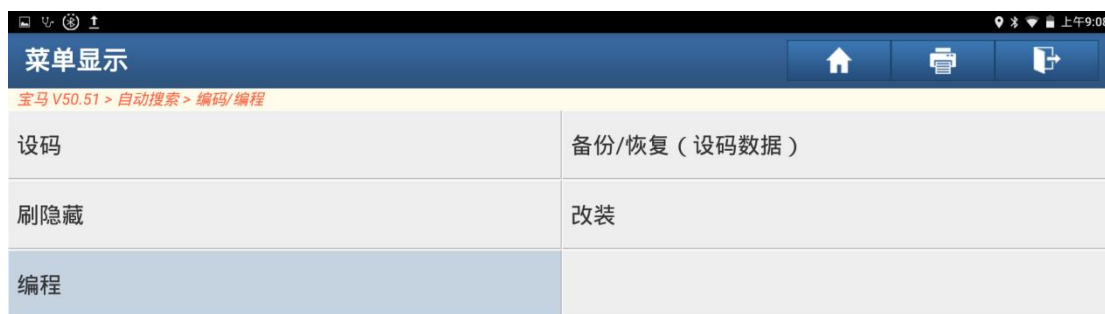 上午9:08
菜单显示
宝马 V50.51 > 自动搜索 > 编码/编程
设码
备份/恢复（设码数据）
刷隐藏
改装
编程